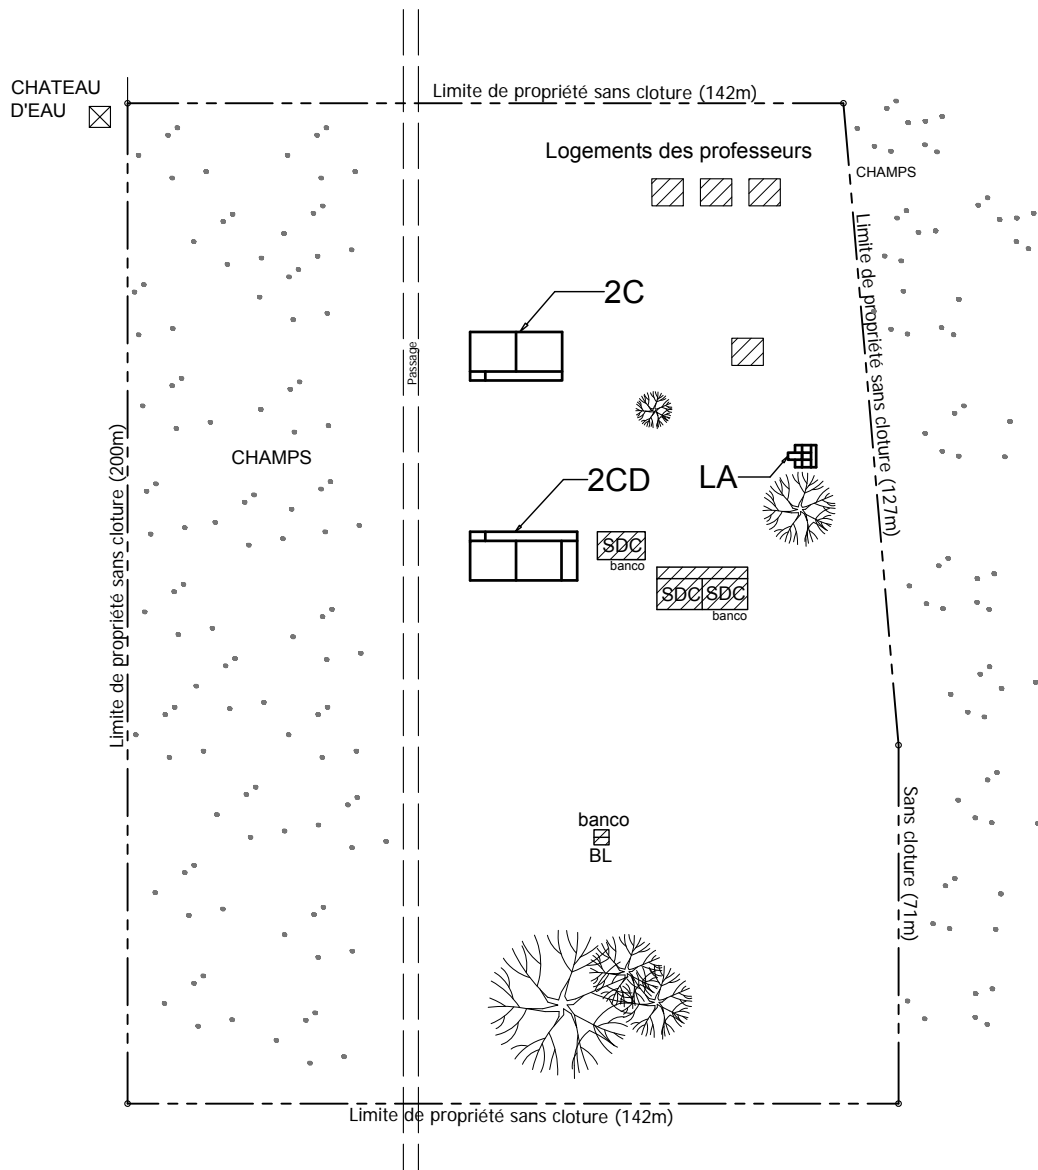 CHATEAU
D'EAU
Limite de propriété sans cloture (142m)
Logements des professeurs
CHAMPS
Limite de propriété sans cloture (127m)
2C
Passage
CHAMPS
Limite de propriété sans cloture (200m)
2CD
LA
SDC
banco
SDC
SDC
banco
banco
BL
Sans cloture (71m)
Limite de propriété sans cloture (142m)